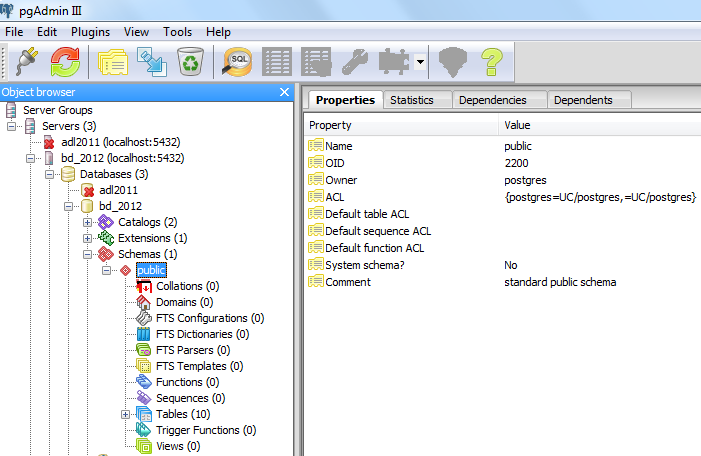 pgAdmin III
File Edit Plugins View Tools Help
SQL
Object browser
Server Groups
Servers (3)
adl2011 (localhost:5432)
bd_2012 (localhost:5432)
Databases (3)
adl2011
bd_2012
Catalogs (2)
Extensions (1)
Schemas (1)
public
Collations (0)
Domains (0)
FTS Configurations (0)
FTS Dictionaries (0)
FTS Parsers (0)
FTS Templates (0)
Functions (0)
Sequences (0)
Tables (10)
Trigger Functions (0)
Views (0)
Properties Statistics Dependencies Dependents
Property Value
Name public
OID 2200
Owner postgres
ACL {postgres=UC/postgres,=UC/postgres}
Default table ACL
Default sequence ACL
Default function ACL
System schema? No
Comment standard public schema